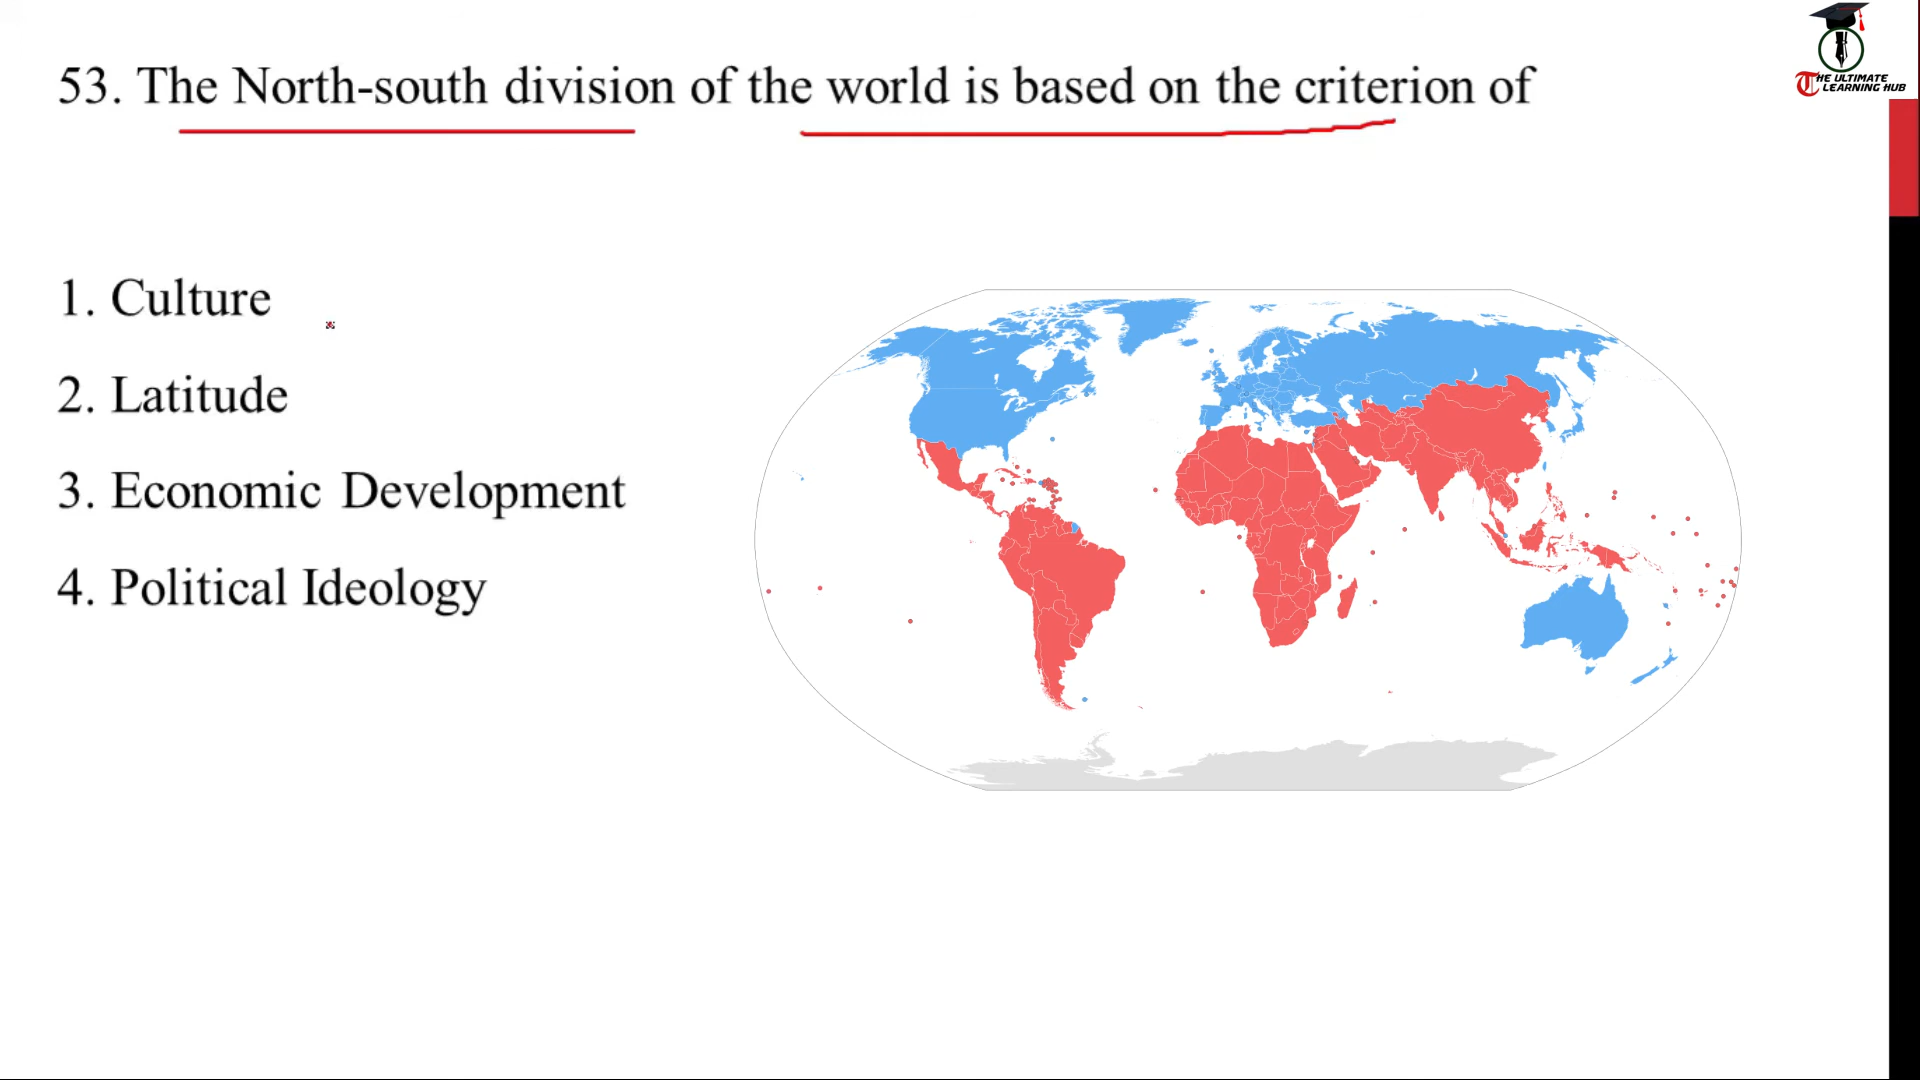 53. The North-south division of the world is based on the criterion of
1. Culture
2. Latitude
3. Economic Development
4. Political Ideology
THE ULTIMATE
LEARNING HUB